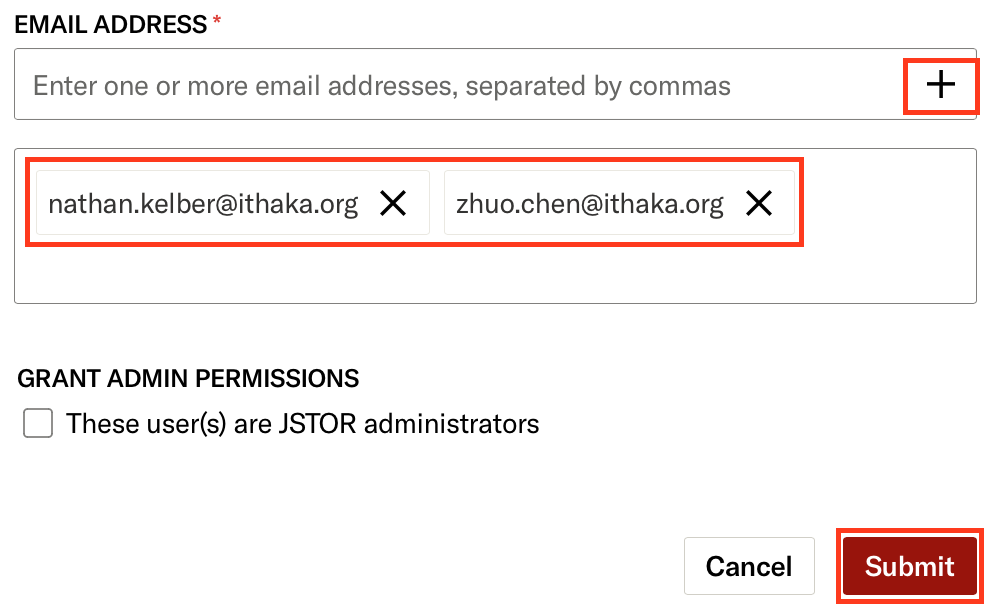 EMAIL ADDRESS *
Enter one or more email addresses, separated by commas
nathan.kelber@ithaka.org zhuo.chen@ithaka.org
GRANT ADMIN PERMISSIONS
These user(s) are JSTOR administrators
Cancel Submit